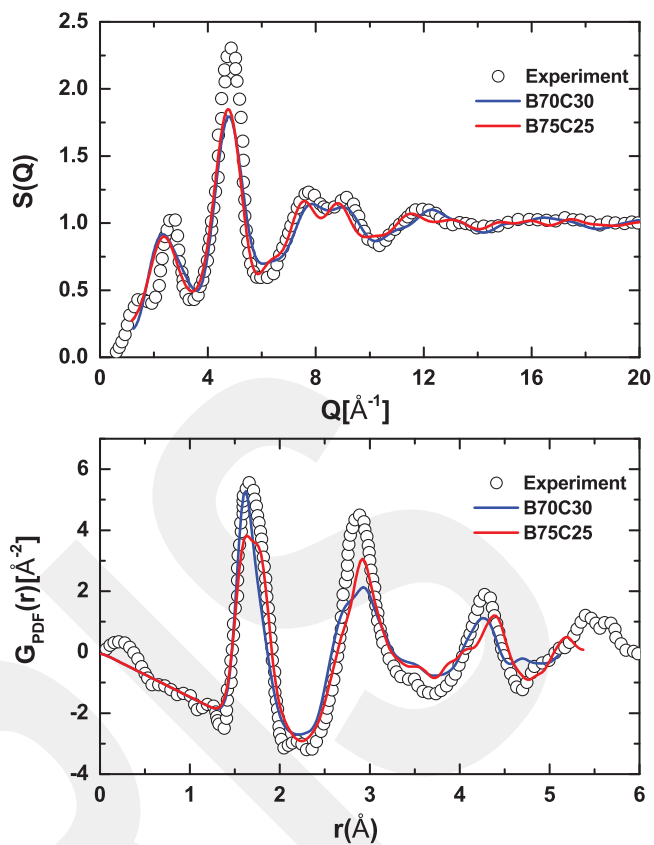 2.5
2.0
1.5
1.0
0.5
0.0
S(Q)
Experiment
B70C30
B75C25
0 4 8 12 16 20
Q[Å⁻¹]
6
4
2
0
-2
-4
G_PDF(r)[Å⁻²]
Experiment
B70C30
B75C25
0 1 2 3 4 5 6
r(Å)